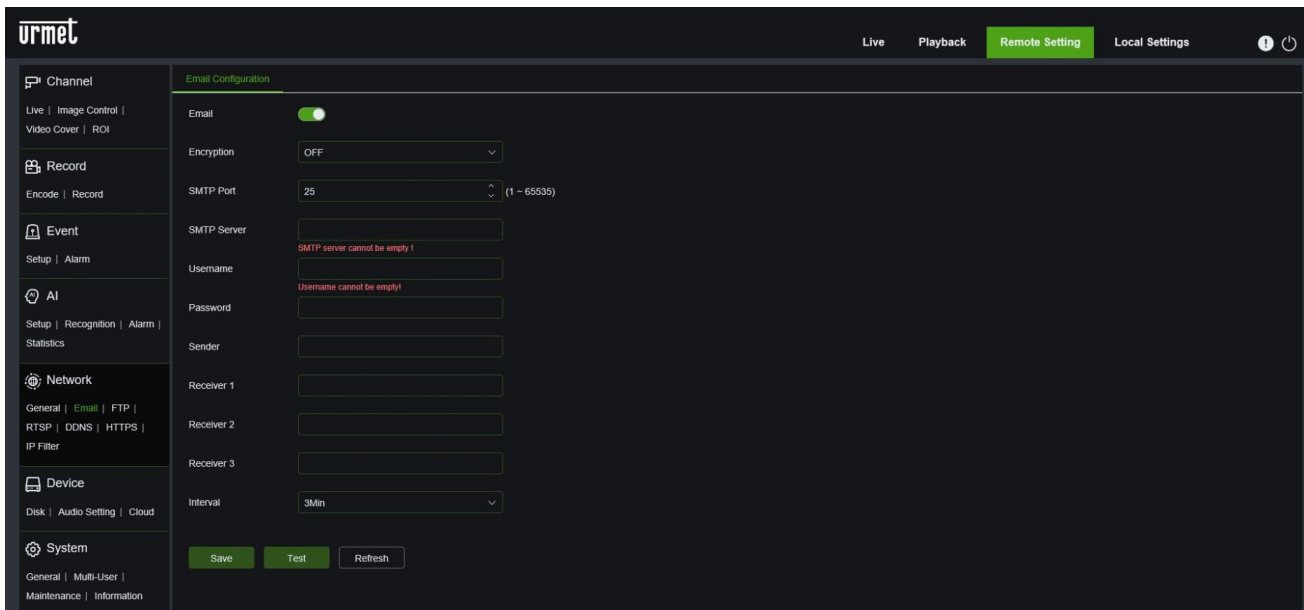 urmet
Live Playback Remote Setting Local Settings
Channel
Live | Image Control |
Video Cover | ROI
Record
Encode | Record
Event
Setup | Alarm
AI
Setup | Recognition | Alarm |
Statistics
Network
General | Email | FTP |
RTSP | DDNS | HTTPS |
IP Filter
Device
Disk | Audio Setting | Cloud
System
General | Multi-User |
Maintenance | Information
Email Configuration
Email
Encryption OFF
SMTP Port 25 (1 ~ 65535)
SMTP Server
SMTP server cannot be empty !
Username
Username cannot be empty!
Password
Sender
Receiver 1
Receiver 2
Receiver 3
Interval 3Min
Save Test Refresh